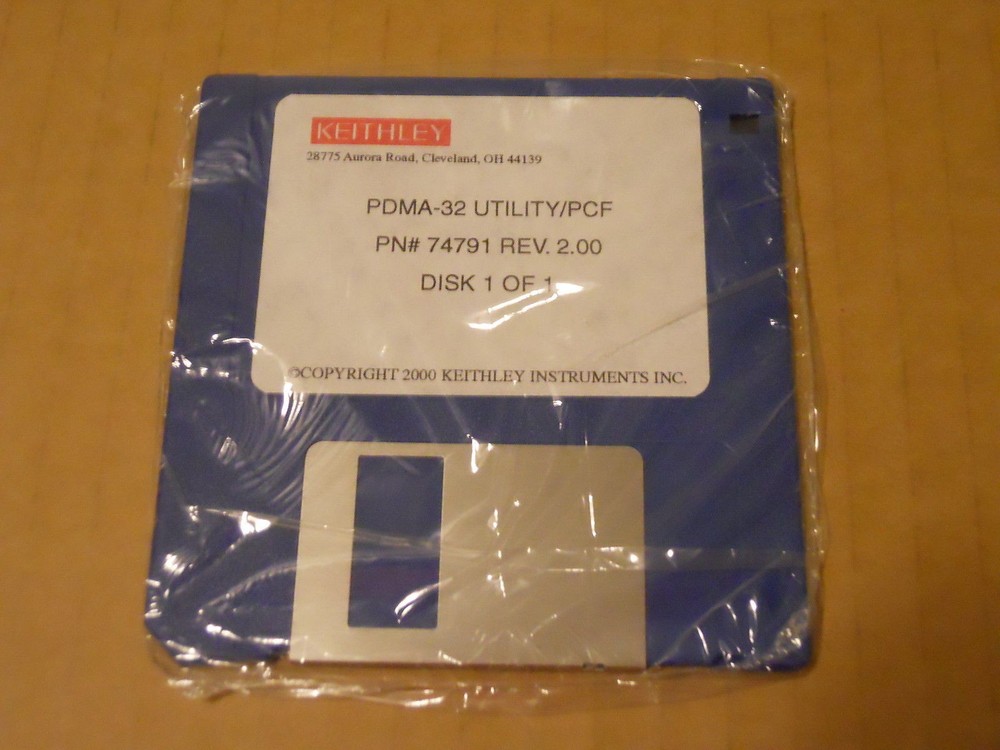 KEITHLEY
28775 Aurora Road, Cleveland, OH 44139
PDMA-32 UTILITY/PCF
PN# 74791 REV. 2.00
DISK 1 OF 1
©COPYRIGHT 2000 KEITHLEY INSTRUMENTS INC.